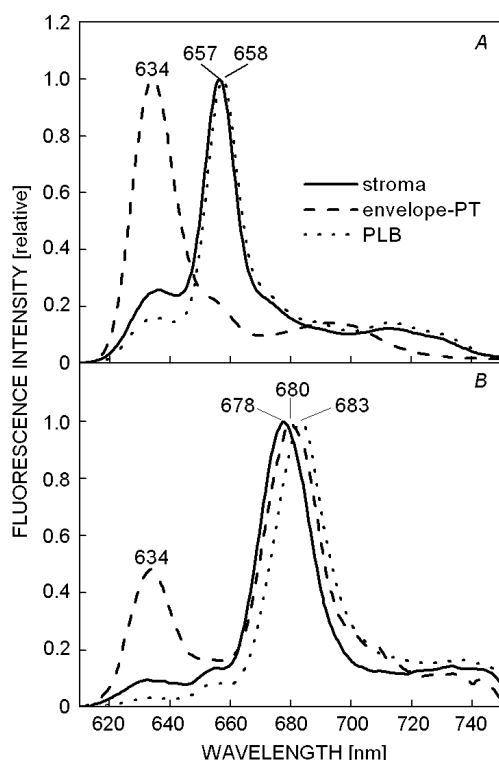 1.2
A
657 658
634
1.0
0.8
stroma
envelope-PT
PLB
0.6
0.4
0.2
0
FLUORESCENCE INTENSITY [relative]
B
680
678 683
1.0
0.8
634
0.6
0.4
0.2
0
620 640 660 680 700 720 740
WAVELENGTH [nm]